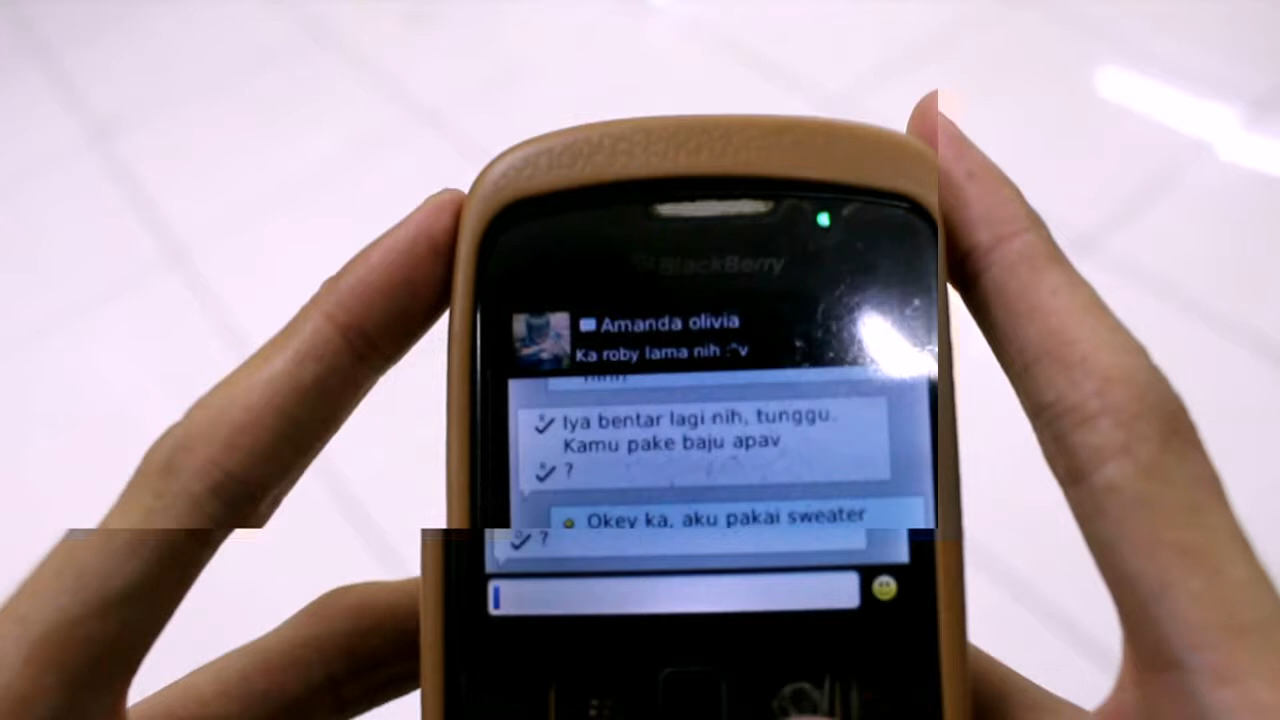 BlackBerry
Amanda olivia
Ka roby lama nih :^v
Iya bentar lagi nih, tunggu.
Kamu pake baju apav
?
Okey ka, aku pakai sweater
?